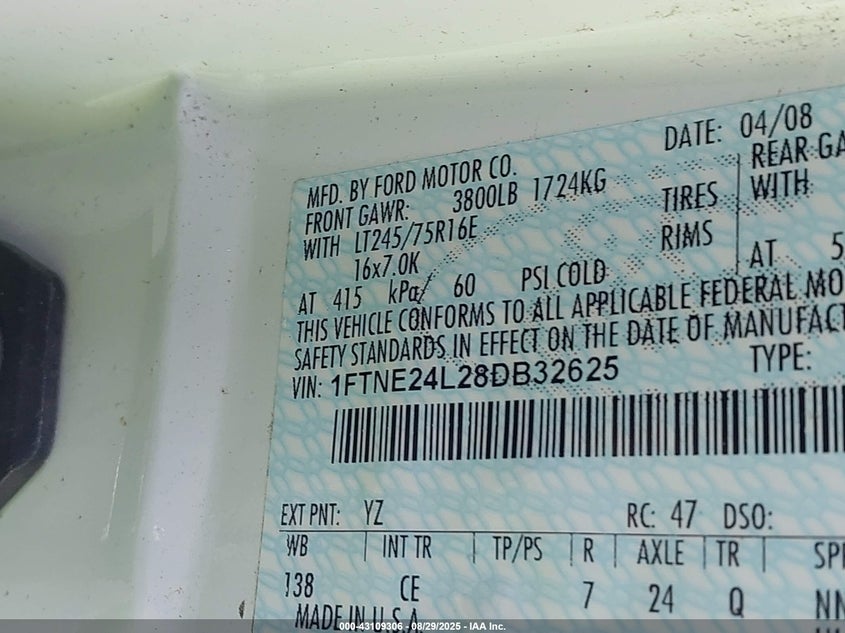 DATE: 04/08
MFD. BY FORD MOTOR CO.
FRONT GAWR: 3800LB 1724KG
REAR
WITH LT245/75R16E TIRES WITH
16x7.0K RIMS
AT 415 kPa/ 60 PSI COLD AT 5
THIS VEHICLE CONFORMS TO ALL APPLICABLE FEDERAL
SAFETY STANDARDS IN EFFECT ON THE DATE OF
VIN: 1FTNE24L28DB32625 TYPE:
EXT PNT: YZ RC: 47 DSO:
WB INT TR TP/PS R AXLE TR
138 CE 7 24 Q
MADE IN U.S.A.
000-43109306 - 08/29/2025 - IAA Inc.